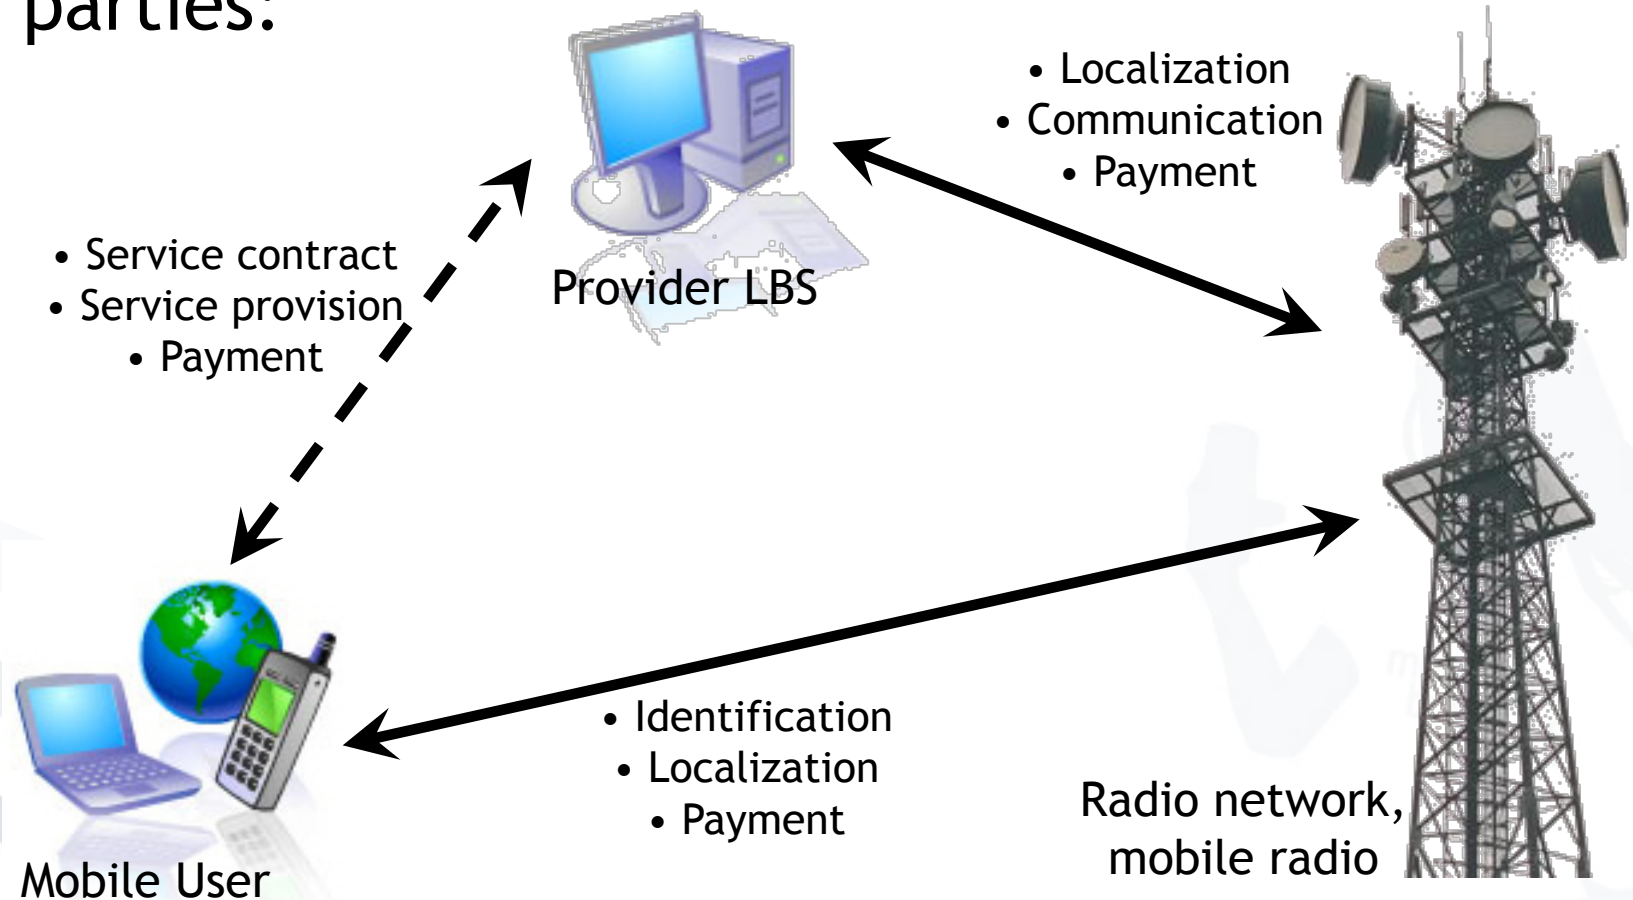 parties:
• Localization
• Communication
• Payment
• Service contract
• Service provision
• Payment
Provider LBS
• Identification
• Localization
• Payment
Radio network,
mobile radio
Mobile User